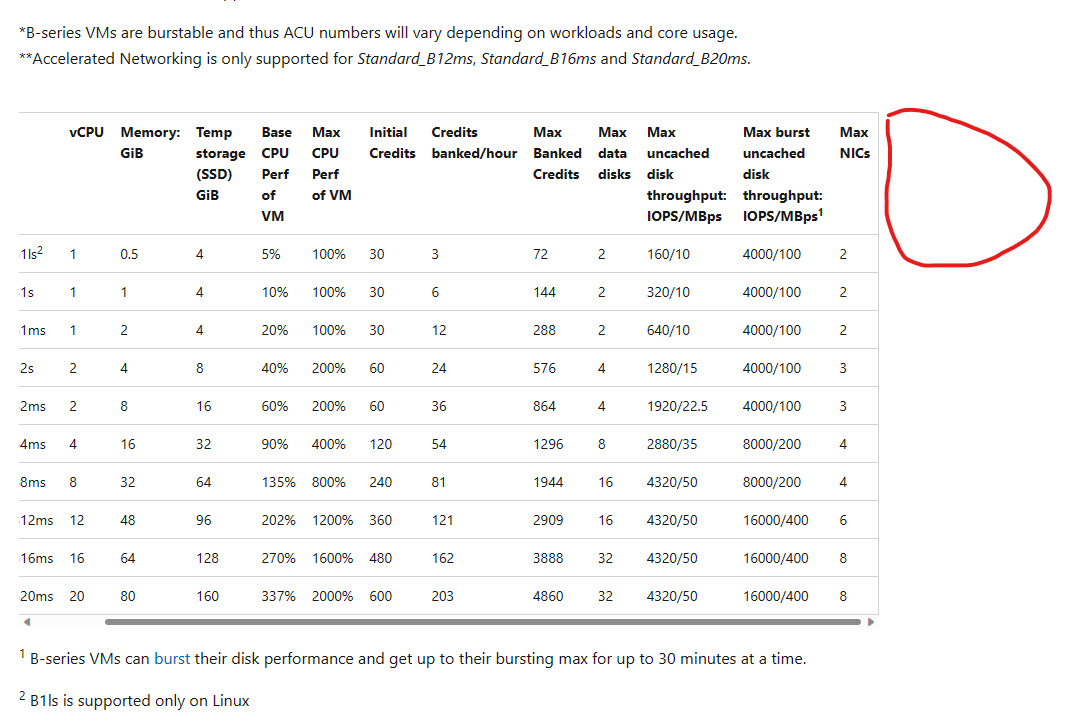 *B-series VMs are burstable and thus ACU numbers will vary depending on workloads and core usage.
**Accelerated Networking is only supported for Standard_B12ms, Standard_B16ms and Standard_B20ms.
vCPU Memory: GiB Temp storage (SSD) GiB Base CPU Perf of VM Max CPU Perf of VM Initial Credits Credits banked/hour Max Banked Credits Max data disks Max uncached disk throughput: IOPS/MBps Max burst uncached disk throughput: IOPS/MBps¹ Max NICs
1ls² 1 0.5 4 5% 100% 30 3 72 2 160/10 4000/100 2
1s 1 1 4 10% 100% 30 6 144 2 320/10 4000/100 2
1ms 1 2 4 20% 100% 30 12 288 2 640/10 4000/100 2
2s 2 4 8 40% 200% 60 24 576 4 1280/15 4000/100 3
2ms 2 8 16 60% 200% 60 36 864 4 1920/22.5 4000/100 3
4ms 4 16 32 90% 400% 120 54 1296 8 2880/35 8000/200 4
8ms 8 32 64 135% 800% 240 81 1944 16 4320/50 8000/200 4
12ms 12 48 96 202% 1200% 360 121 2909 16 4320/50 16000/400 6
16ms 16 64 128 270% 1600% 480 162 3888 32 4320/50 16000/400 8
20ms 20 80 160 337% 2000% 600 203 4860 32 4320/50 16000/400 8
¹ B-series VMs can burst their disk performance and get up to their bursting max for up to 30 minutes at a time.
² B1ls is supported only on Linux